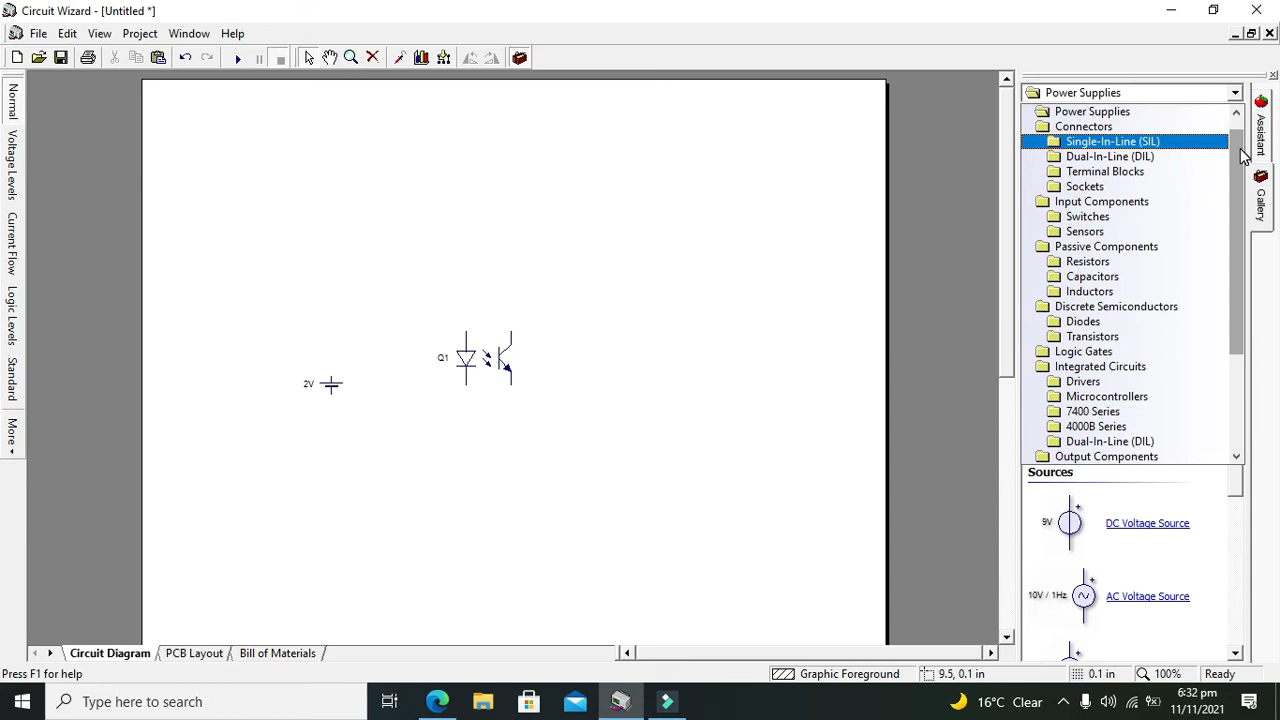 Circuit Wizard - [Untitled *]
File Edit View Project Window Help
Normal
Voltage Levels
Current Flow
Logic Levels
Standard
More
Q1
2V
Power Supplies
Power Supplies
Connectors
Single-In-Line (SIL)
Dual-In-Line (DIL)
Terminal Blocks
Sockets
Input Components
Switches
Sensors
Passive Components
Resistors
Capacitors
Inductors
Discrete Semiconductors
Diodes
Transistors
Logic Gates
Integrated Circuits
Drivers
Microcontrollers
7400 Series
4000B Series
Dual-In-Line (DIL)
Output Components
Sources
9V DC Voltage Source
10V / 1Hz AC Voltage Source
Assistant
Gallery
Circuit Diagram PCB Layout Bill of Materials
Press F1 for help Graphic Foreground 9.5, 0.1 in 0.1 in 100% Ready
Type here to search 16°C Clear 6:32 pm
11/11/2021